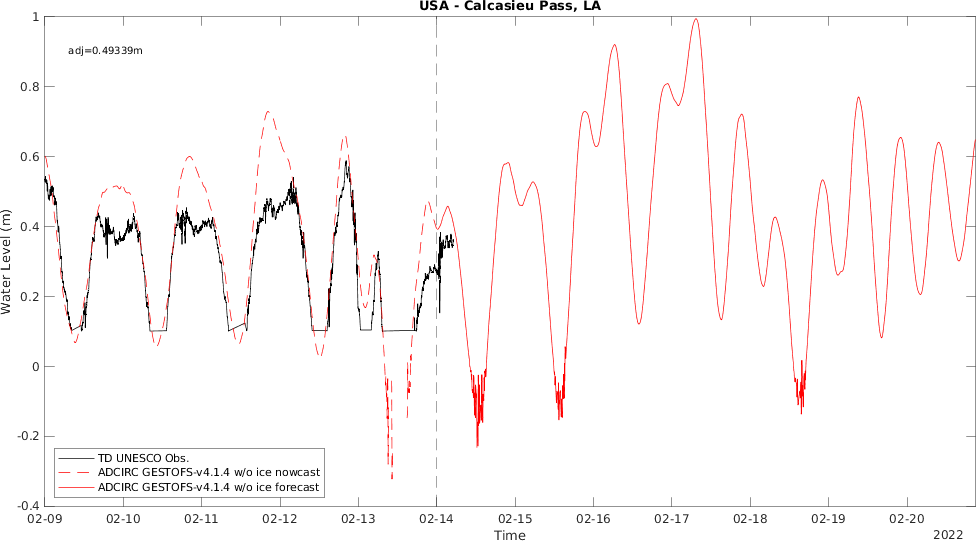 USA - Calcasieu Pass, LA
adj=0.49339m
Water Level (m)
1
0.8
0.6
0.4
0.2
0
-0.2
-0.4
TD UNESCO Obs.
ADCIRC GESTOFS-v4.1.4 w/o ice nowcast
ADCIRC GESTOFS-v4.1.4 w/o ice forecast
02-09 02-10 02-11 02-12 02-13 02-14 02-15 02-16 02-17 02-18 02-19 02-20
Time
2022